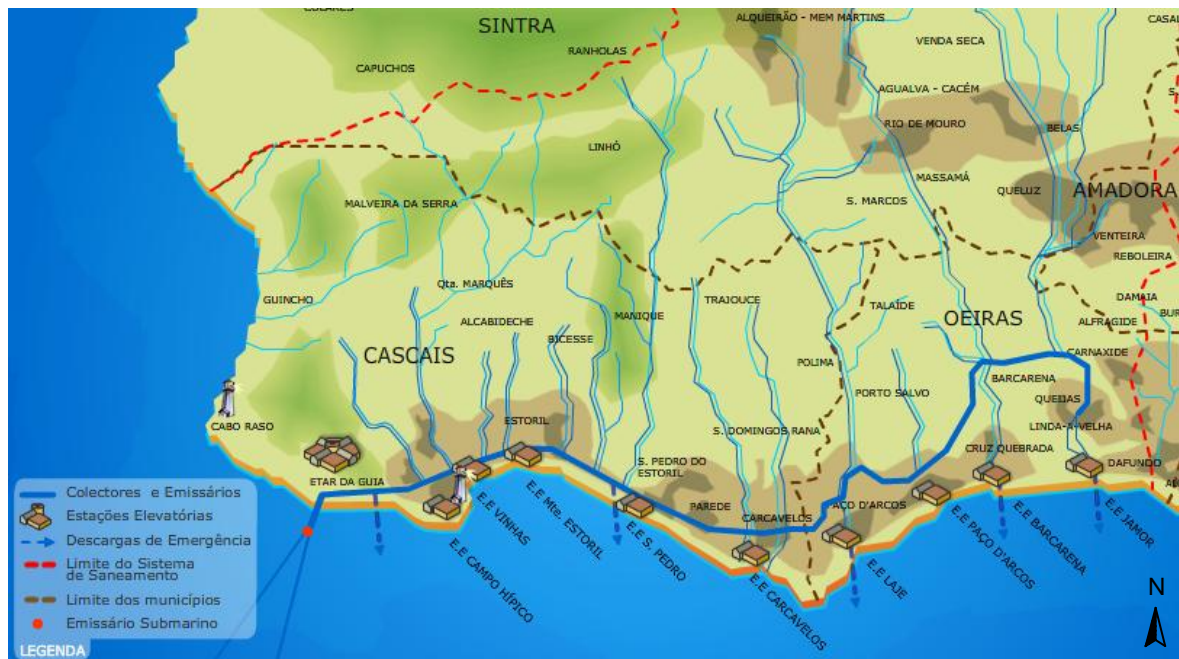 SINTRA
ALQUEIRÃO - MEM MARTINS
VENDA SECA
RANHOLAS
CAPUCHOS
AGUALVA - CACÉM
RIO DE MOURO
BELAS
LINHÓ
MASSAMÁ
QUELUZ
AMADORA
MALVEIRA DA SERRA
S. MARCOS
VENTEIRA
REBOLEIRA
Qta. MARQUÊS
GUINCHO
TRAJOUCE
TALAÍDE
DAMAIA
ALCABIDECHE
MANIQUE
OEIRAS
ALFRAGIDE
BICESSE
CASCAIS
POLIMA
CARNAXIDE
BARCARENA
PORTO SALVO
QUEIJAS
CABO RASO
ESTORIL
S. DOMINGOS RANA
LINDA-A-VELHA
CRUZ QUEBRADA
S. PEDRO DO
ESTORIL
DAFUNDO
ETAR DA GUIA
PAREDE
CARCAVELOS
AÇO D'ARCOS
E.E VINHAS
E.E CAMPO HÍPICO
E.E Mte. ESTORIL
E.E S. PEDRO
E.E CARCAVELOS
E.E LAJE
E.E PAÇO D'ARCOS
E.E BARCARENA
E.E JAMOR
Colectores e Emissários
Estações Elevatórias
Descargas de Emergência
Límite do Sistema
de Saneamento
Limite dos municípios
Emissário Submarino
LEGENDA
N